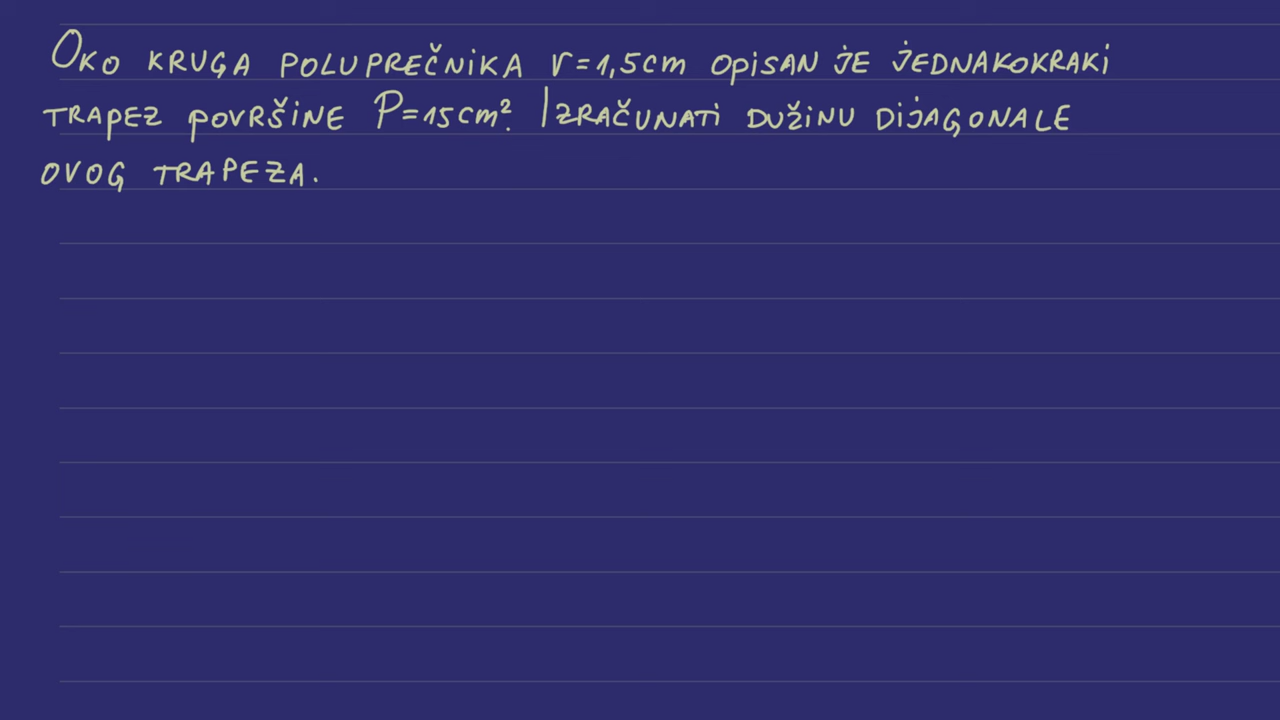 Oko kruga poluprečnika r=1,5cm opisan je jednakokraki
trapez površine P=15cm². Izračunati dužinu dijagonale
ovog trapeza.